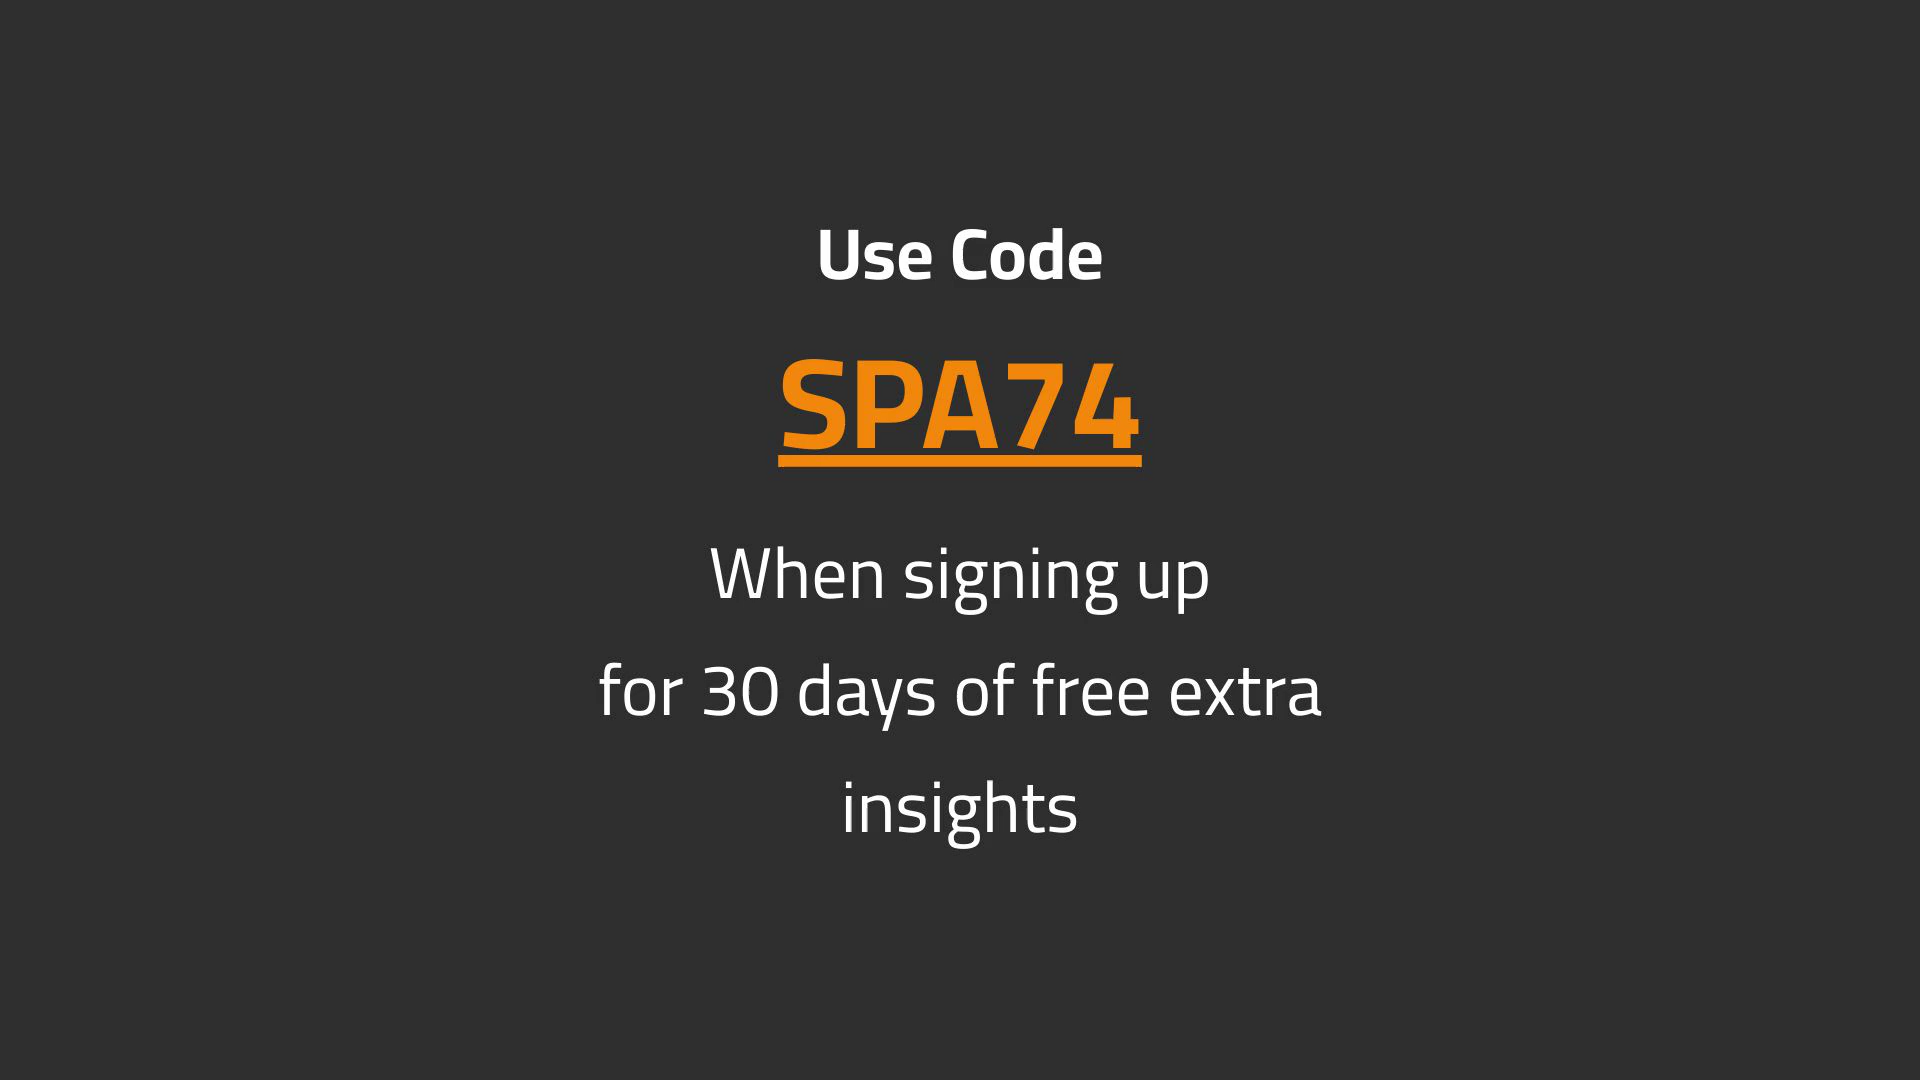 Use Code
SPA74
When signing up
for 30 days of free extra
insights